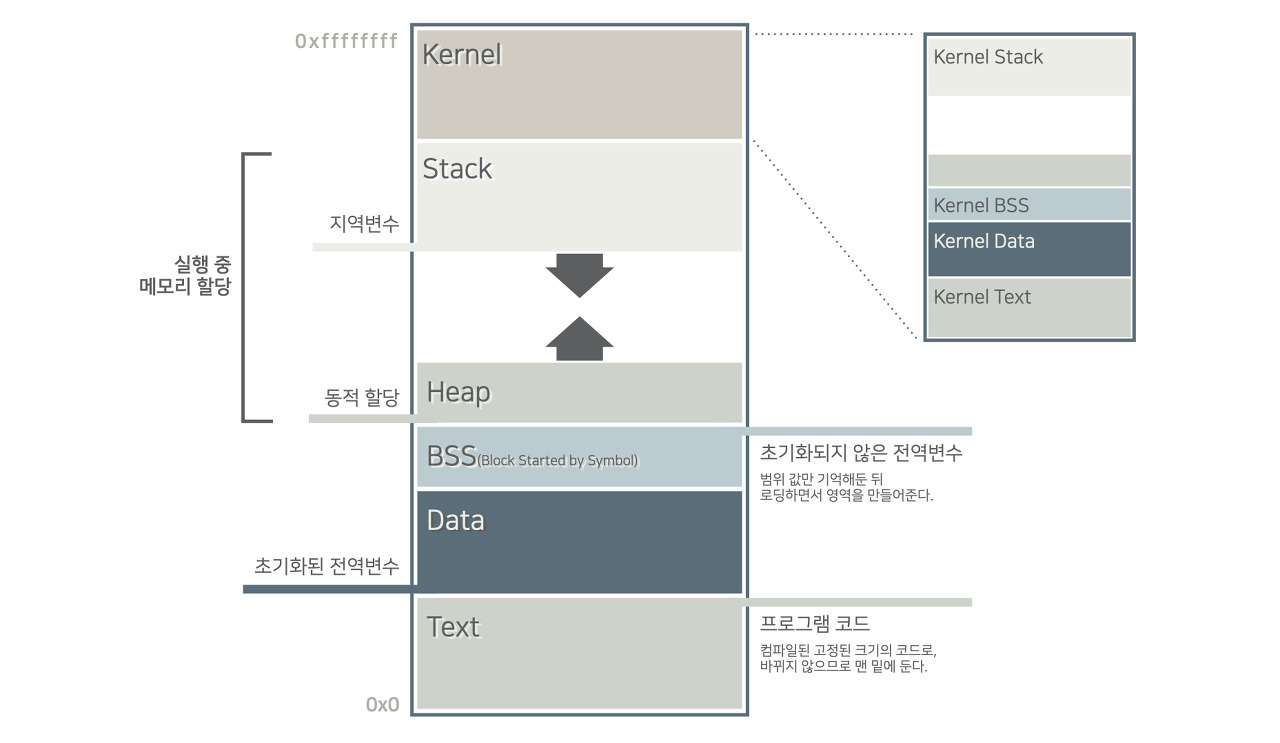 0xffffffff
Kernel
Stack
지역변수
실행 중
메모리 할당
동적 할당
Heap
BSS(Block Started by Symbol)
초기화되지 않은 전역변수
범위 값만 기억해둔 뒤
로딩하면서 영역을 만들어준다.
Data
초기화된 전역변수
Text
프로그램 코드
컴파일된 고정된 크기의 코드로,
바뀌지 않으므로 맨 밑에 둔다.
0x0
Kernel Stack
Kernel BSS
Kernel Data
Kernel Text